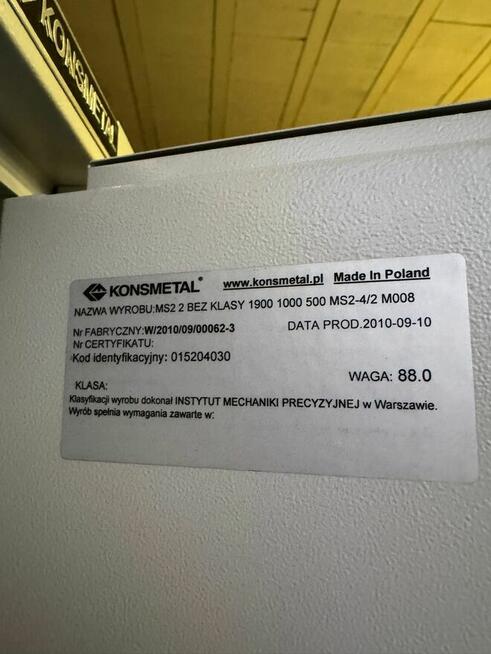 KONSMETAL
KONSMETAL® www.konsmetal.pl Made In Poland
NAZWA WYROBU:MS2 2 BEZ KLASY 1900 1000 500 MS2-4/2 M008
Nr FABRYCZNY:W/2010/09/00062-3 DATA PROD.2010-09-10
Nr CERTYFIKATU:
Kod identyfikacyjny: 015204030
WAGA: 88.0
KLASA:
Klasyfikacji wyrobu dokonał INSTYTUT MECHANIKI PRECYZYJNEJ w Warszawie.
Wyrób spełnia wymagania zawarte w: